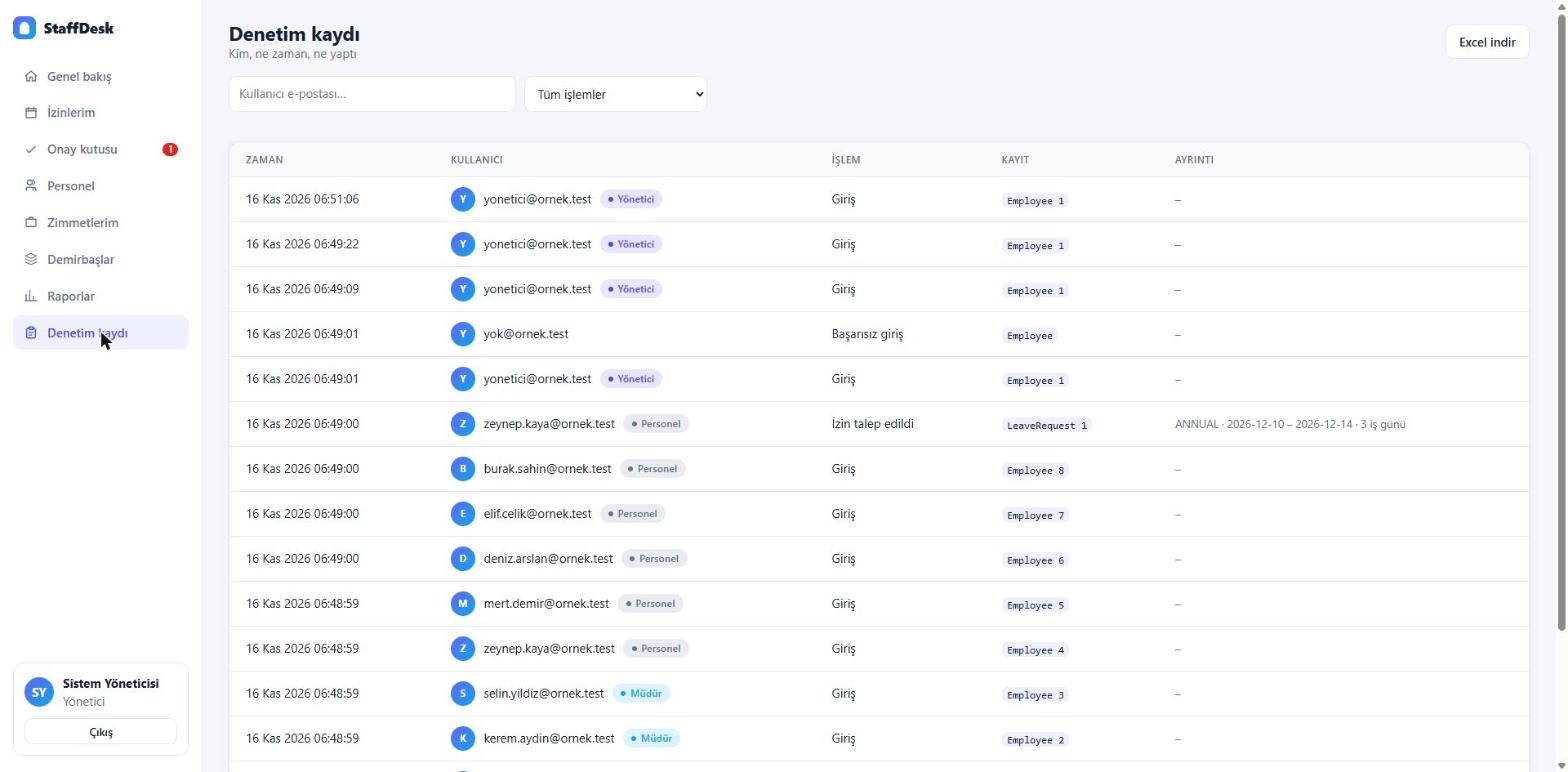 StaffDesk
Genel bakış
İzinlerim
Onay kutusu 1
Personel
Zimmetlerim
Demirbaşlar
Raporlar
Denetim kaydı
SY Sistem Yöneticisi
Yönetici
Çıkış
Denetim kaydı
Kim, ne zaman, ne yaptı
Excel indir
Kullanıcı e-postası... Tüm işlemler
ZAMAN KULLANICI İŞLEM KAYIT AYRINTI
16 Kas 2026 06:51:06 Y yonetici@ornek.test Yönetici Giriş Employee 1 –
16 Kas 2026 06:49:22 Y yonetici@ornek.test Yönetici Giriş Employee 1 –
16 Kas 2026 06:49:09 Y yonetici@ornek.test Yönetici Giriş Employee 1 –
16 Kas 2026 06:49:01 Y yok@ornek.test Başarısız giriş Employee –
16 Kas 2026 06:49:01 Y yonetici@ornek.test Yönetici Giriş Employee 1 –
16 Kas 2026 06:49:00 Z zeynep.kaya@ornek.test Personel İzin talep edildi LeaveRequest 1 ANNUAL · 2026-12-10 – 2026-12-14 · 3 iş günü
16 Kas 2026 06:49:00 B burak.sahin@ornek.test Personel Giriş Employee 8 –
16 Kas 2026 06:49:00 E elif.celik@ornek.test Personel Giriş Employee 7 –
16 Kas 2026 06:49:00 D deniz.arslan@ornek.test Personel Giriş Employee 6 –
16 Kas 2026 06:48:59 M mert.demir@ornek.test Personel Giriş Employee 5 –
16 Kas 2026 06:48:59 Z zeynep.kaya@ornek.test Personel Giriş Employee 4 –
16 Kas 2026 06:48:59 S selin.yildiz@ornek.test Müdür Giriş Employee 3 –
16 Kas 2026 06:48:59 K kerem.aydin@ornek.test Müdür Giriş Employee 2 –